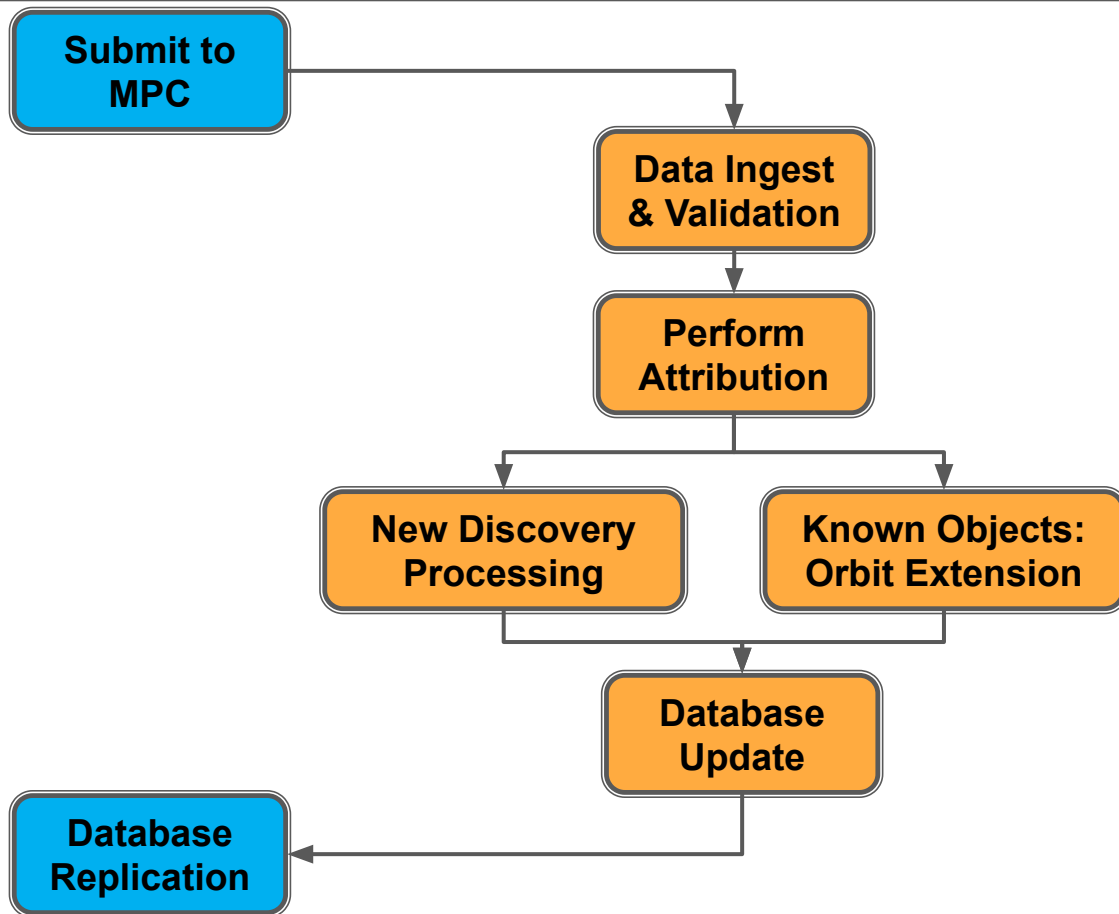 Submit to
MPC
Data Ingest
& Validation
Perform
Attribution
New Discovery
Processing
Known Objects:
Orbit Extension
Database
Update
Database
Replication